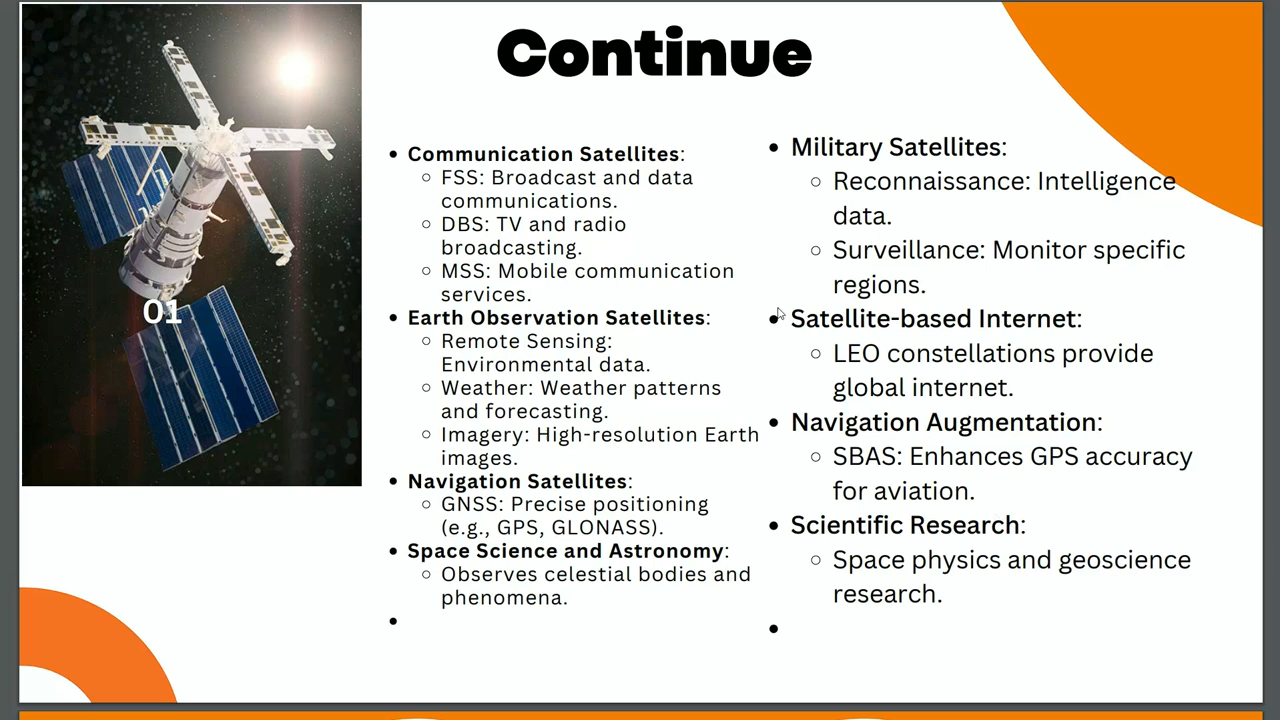 Continue
01
• Communication Satellites:
○ FSS: Broadcast and data
communications.
○ DBS: TV and radio
broadcasting.
○ MSS: Mobile communication
services.
• Earth Observation Satellites:
○ Remote Sensing:
Environmental data.
○ Weather: Weather patterns
and forecasting.
○ Imagery: High-resolution Earth
images.
• Navigation Satellites:
○ GNSS: Precise positioning
(e.g., GPS, GLONASS).
• Space Science and Astronomy:
○ Observes celestial bodies and
phenomena.
•
• Military Satellites:
○ Reconnaissance: Intelligence
data.
○ Surveillance: Monitor specific
regions.
• Satellite-based Internet:
○ LEO constellations provide
global internet.
• Navigation Augmentation:
○ SBAS: Enhances GPS accuracy
for aviation.
• Scientific Research:
○ Space physics and geoscience
research.
•